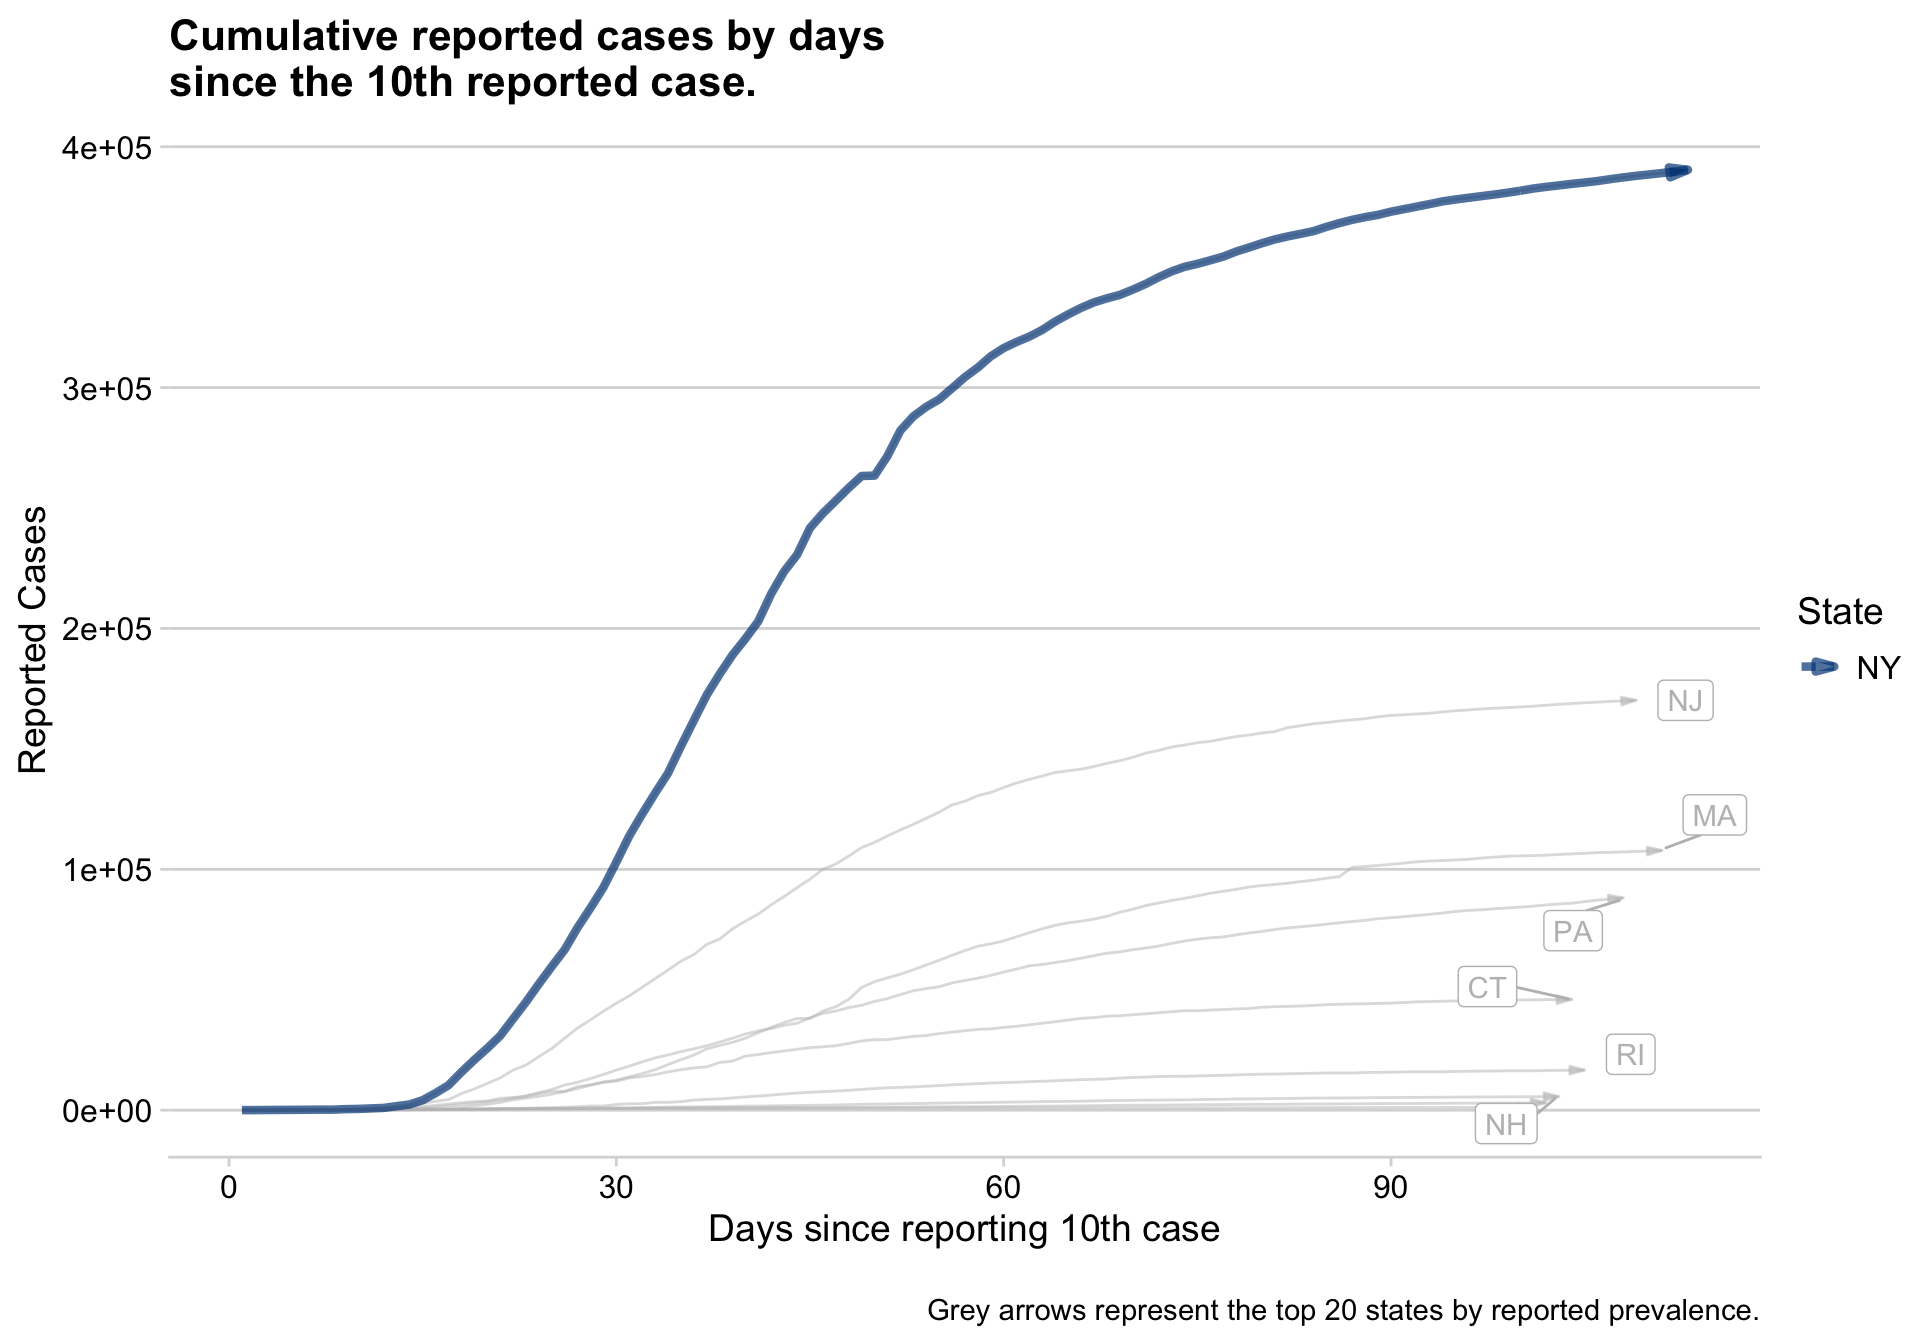 Cumulative reported cases by days
since the 10th reported case.
4e+05
3e+05
2e+05
1e+05
0e+00
Reported Cases
NJ
MA
PA
CT
RI
NH
State
NY
0
30
60
90
Days since reporting 10th case
Grey arrows represent the top 20 states by reported prevalence.